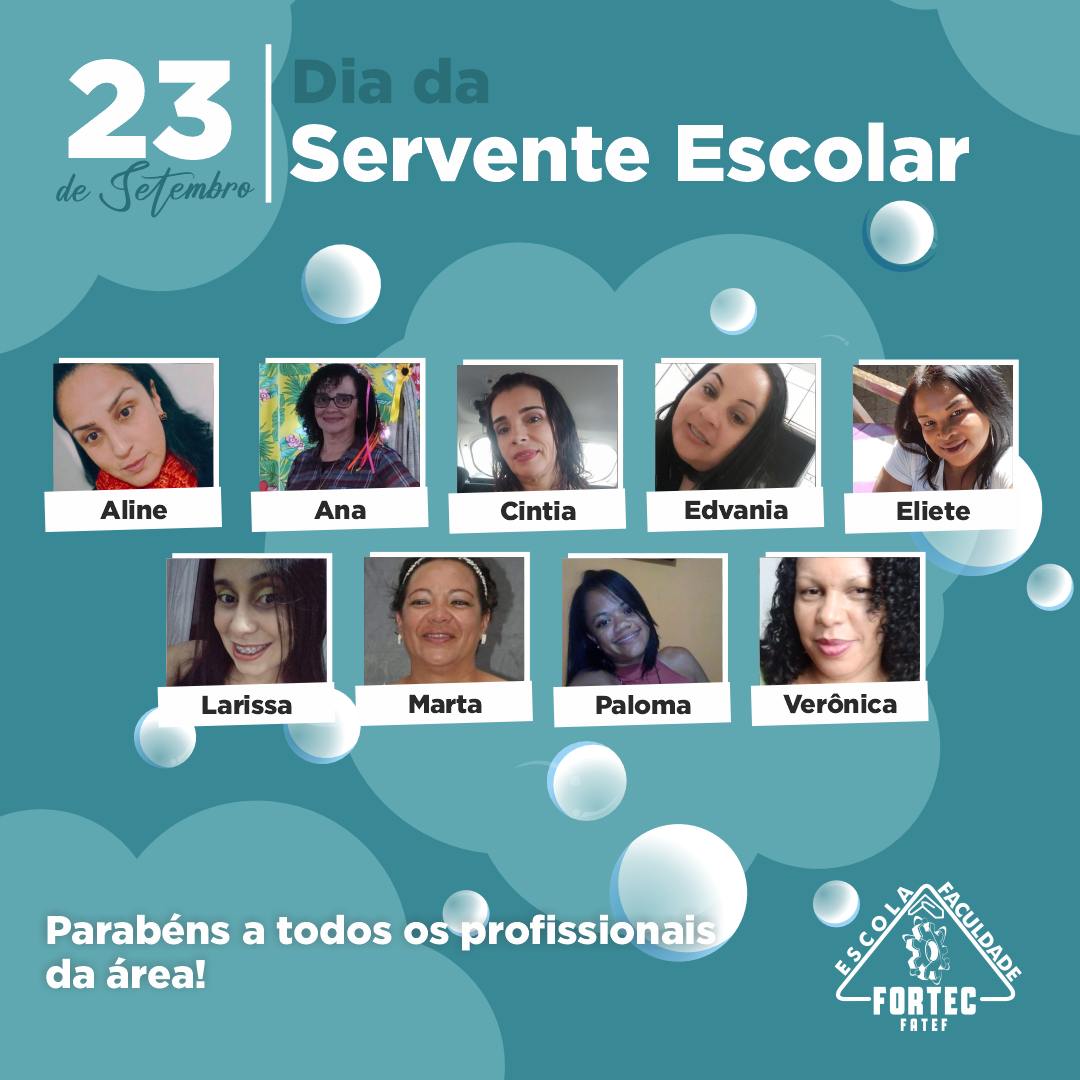 23
de Setembro
Dia da
Servente Escolar
Aline
Ana
Cintia
Edvania
Eliete
Larissa
Marta
Paloma
Verônica
Parabéns a todos os profissionais
da área!
ESCOLA
FACULDADE
FORTEC
FATEF